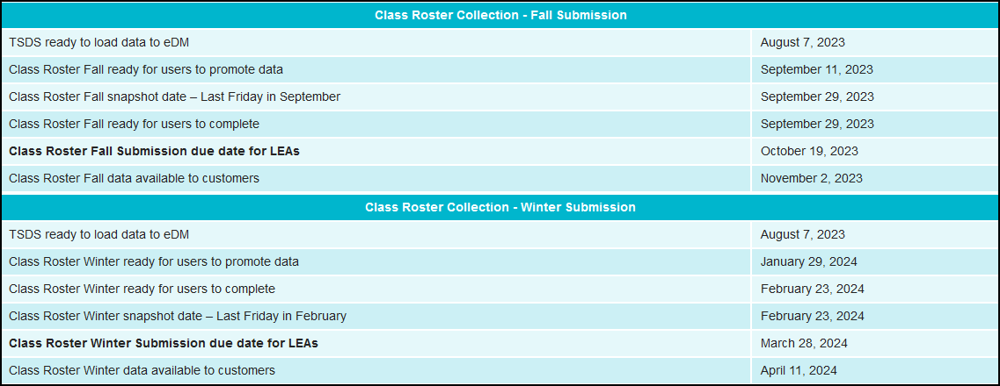 Class Roster Collection - Fall Submission
TSDS ready to load data to eDM August 7, 2023
Class Roster Fall ready for users to promote data September 11, 2023
Class Roster Fall snapshot date – Last Friday in September September 29, 2023
Class Roster Fall ready for users to complete September 29, 2023
Class Roster Fall Submission due date for LEAs October 19, 2023
Class Roster Fall data available to customers November 2, 2023
Class Roster Collection - Winter Submission
TSDS ready to load data to eDM August 7, 2023
Class Roster Winter ready for users to promote data January 29, 2024
Class Roster Winter ready for users to complete February 23, 2024
Class Roster Winter snapshot date – Last Friday in February February 23, 2024
Class Roster Winter Submission due date for LEAs March 28, 2024
Class Roster Winter data available to customers April 11, 2024